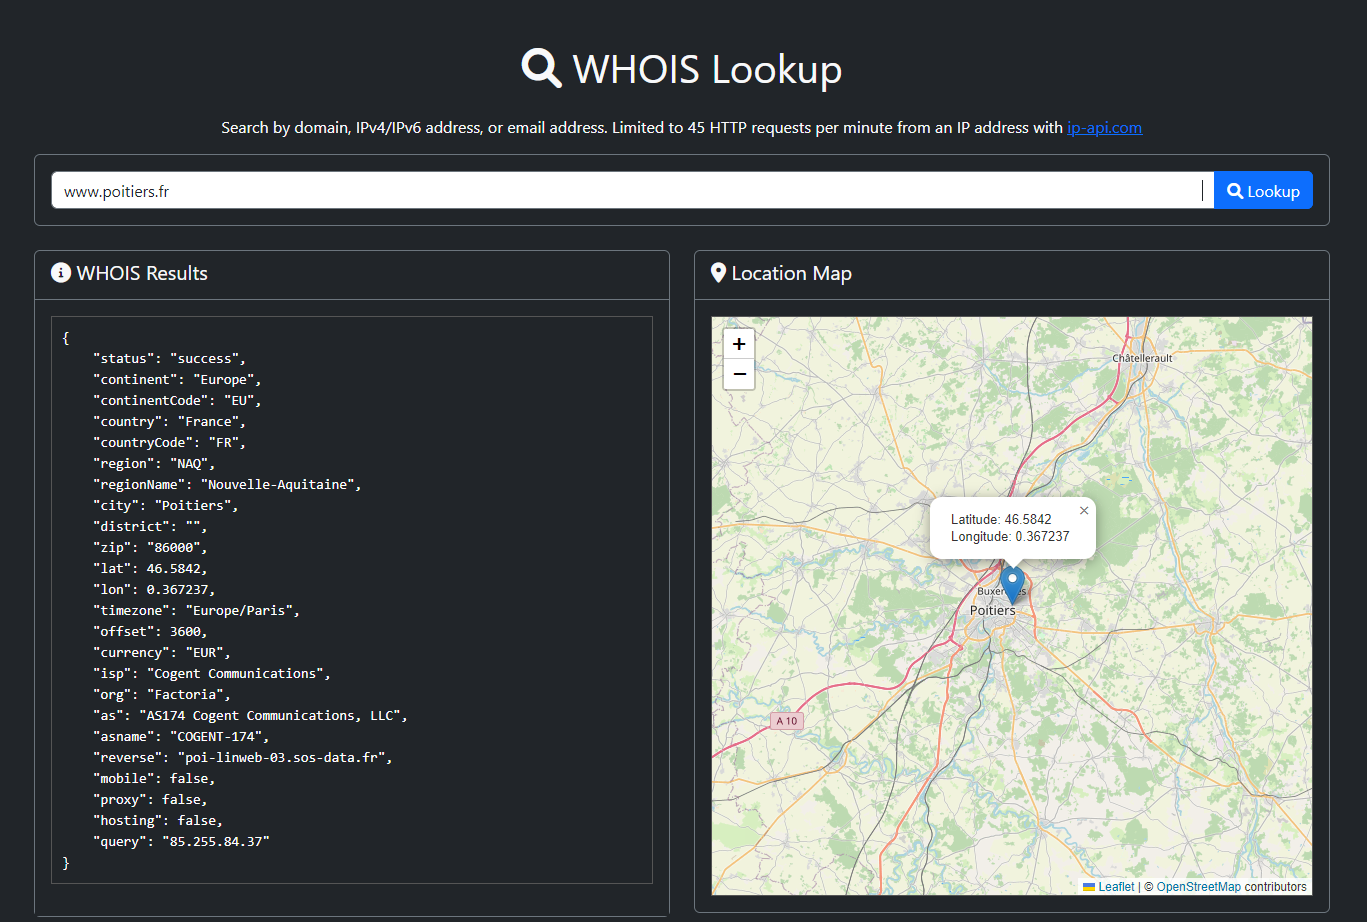 WHOIS Lookup
Search by domain, IPv4/IPv6 address, or email address. Limited to 45 HTTP requests per minute from an IP address with ip-api.com
www.poitiers.fr
Lookup
WHOIS Results
{
    "status": "success",
    "continent": "Europe",
    "continentCode": "EU",
    "country": "France",
    "countryCode": "FR",
    "region": "NAQ",
    "regionName": "Nouvelle-Aquitaine",
    "city": "Poitiers",
    "district": "",
    "zip": "86000",
    "lat": 46.5842,
    "lon": 0.367237,
    "timezone": "Europe/Paris",
    "offset": 3600,
    "currency": "EUR",
    "isp": "Cogent Communications",
    "org": "Factoria",
    "as": "AS174 Cogent Communications, LLC",
    "asname": "COGENT-174",
    "reverse": "poi-linweb-03.sos-data.fr",
    "mobile": false,
    "proxy": false,
    "hosting": false,
    "query": "85.255.84.37"
}
Location Map
+
−
Châtellerault
×
Latitude: 46.5842
Longitude: 0.367237
Poitiers
A 10
Leaflet | © OpenStreetMap contributors